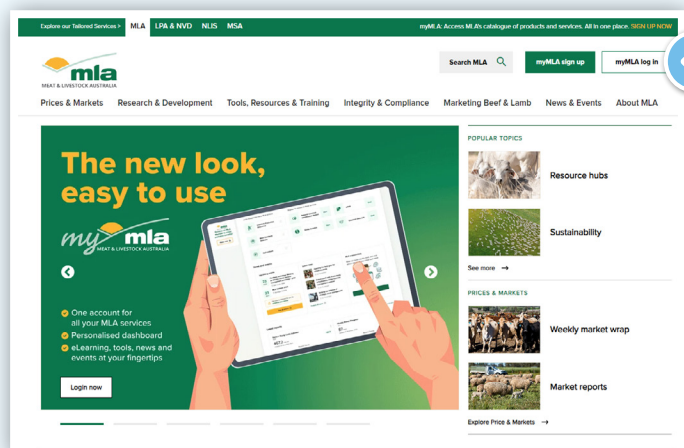 Explore our Tailored Services > MLA LPA & NVD NLIS MSA myMLA: Access MLA's catalogue of products and services. All in one place. SIGN UP NOW
mla
MEAT & LIVESTOCK AUSTRALIA
Search MLA myMLA sign up myMLA log in
Prices & Markets Research & Development Tools, Resources & Training Integrity & Compliance Marketing Beef & Lamb News & Events About MLA
The new look,
easy to use
my mla
MEAT & LIVESTOCK AUSTRALIA
One account for
all your MLA services
Personalised dashboard
eLearning, tools, news and
events at your fingertips
Login now
POPULAR TOPICS
Resource hubs
Sustainability
See more →
PRICES & MARKETS
Weekly market wrap
Market reports
Explore Price & Markets →